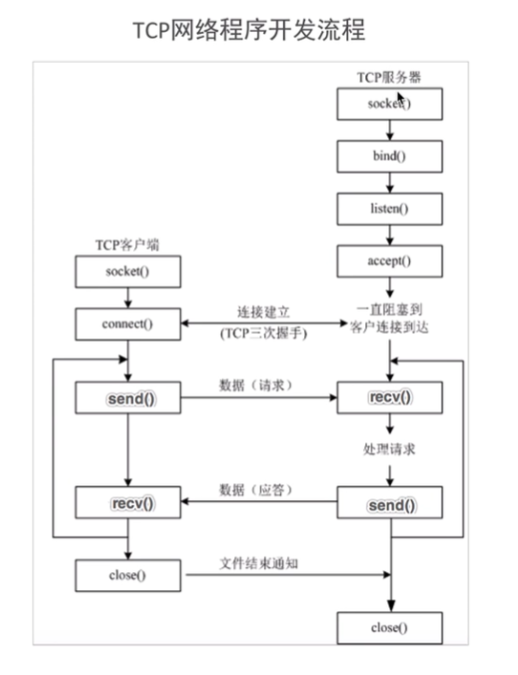 TCP网络程序开发流程
TCP服务器
socket()
bind()
listen()
accept()
TCP客户端
socket()
connect()
连接建立
(TCP三次握手)
一直阻塞到
客户连接到达
send()
数据（请求）
recv()
处理请求
recv()
数据（应答）
send()
close()
文件结束通知
close()